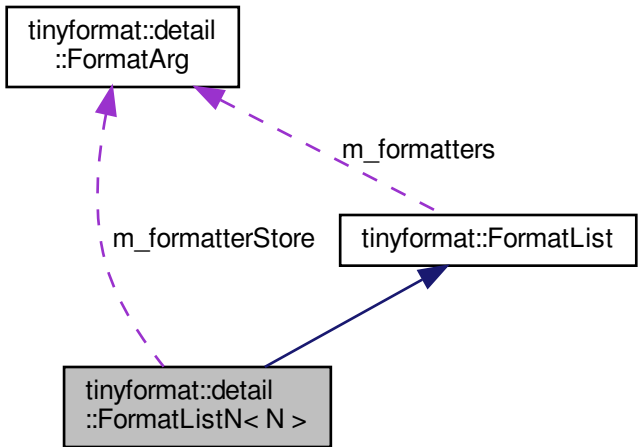 tinyformat::detail
::FormatArg
m_formatters
m_formatterStore
tinyformat::FormatList
tinyformat::detail
::FormatListN< N >